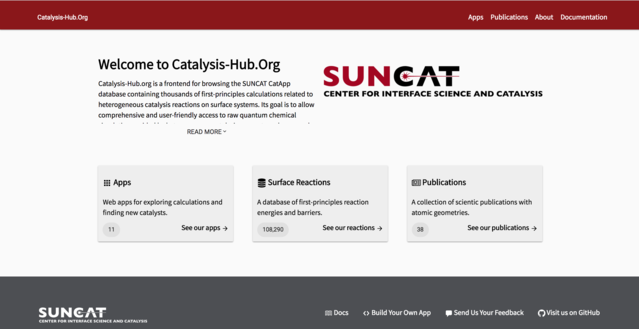 Catalysis-Hub.Org
Apps Publications About Documentation
Welcome to Catalysis-Hub.Org
Catalysis-Hub.org is a frontend for browsing the SUNCAT CatApp
database containing thousands of first-principles calculations related to
heterogeneous catalysis reactions on surface systems. Its goal is to allow
comprehensive and user-friendly access to raw quantum chemical
READ MORE
SUNCAT
CENTER FOR INTERFACE SCIENCE AND CATALYSIS
Apps
Web apps for exploring calculations and
finding new catalysts.
11 See our apps →
Surface Reactions
A database of first-principles reaction
energies and barriers.
108,290 See our reactions →
Publications
A collection of scientic publications with
atomic geometries.
38 See our publications →
SUNCAT
CENTER FOR INTERFACE SCIENCE AND CATALYSIS
Docs <> Build Your Own App Send Us Your Feedback Visit us on GitHub